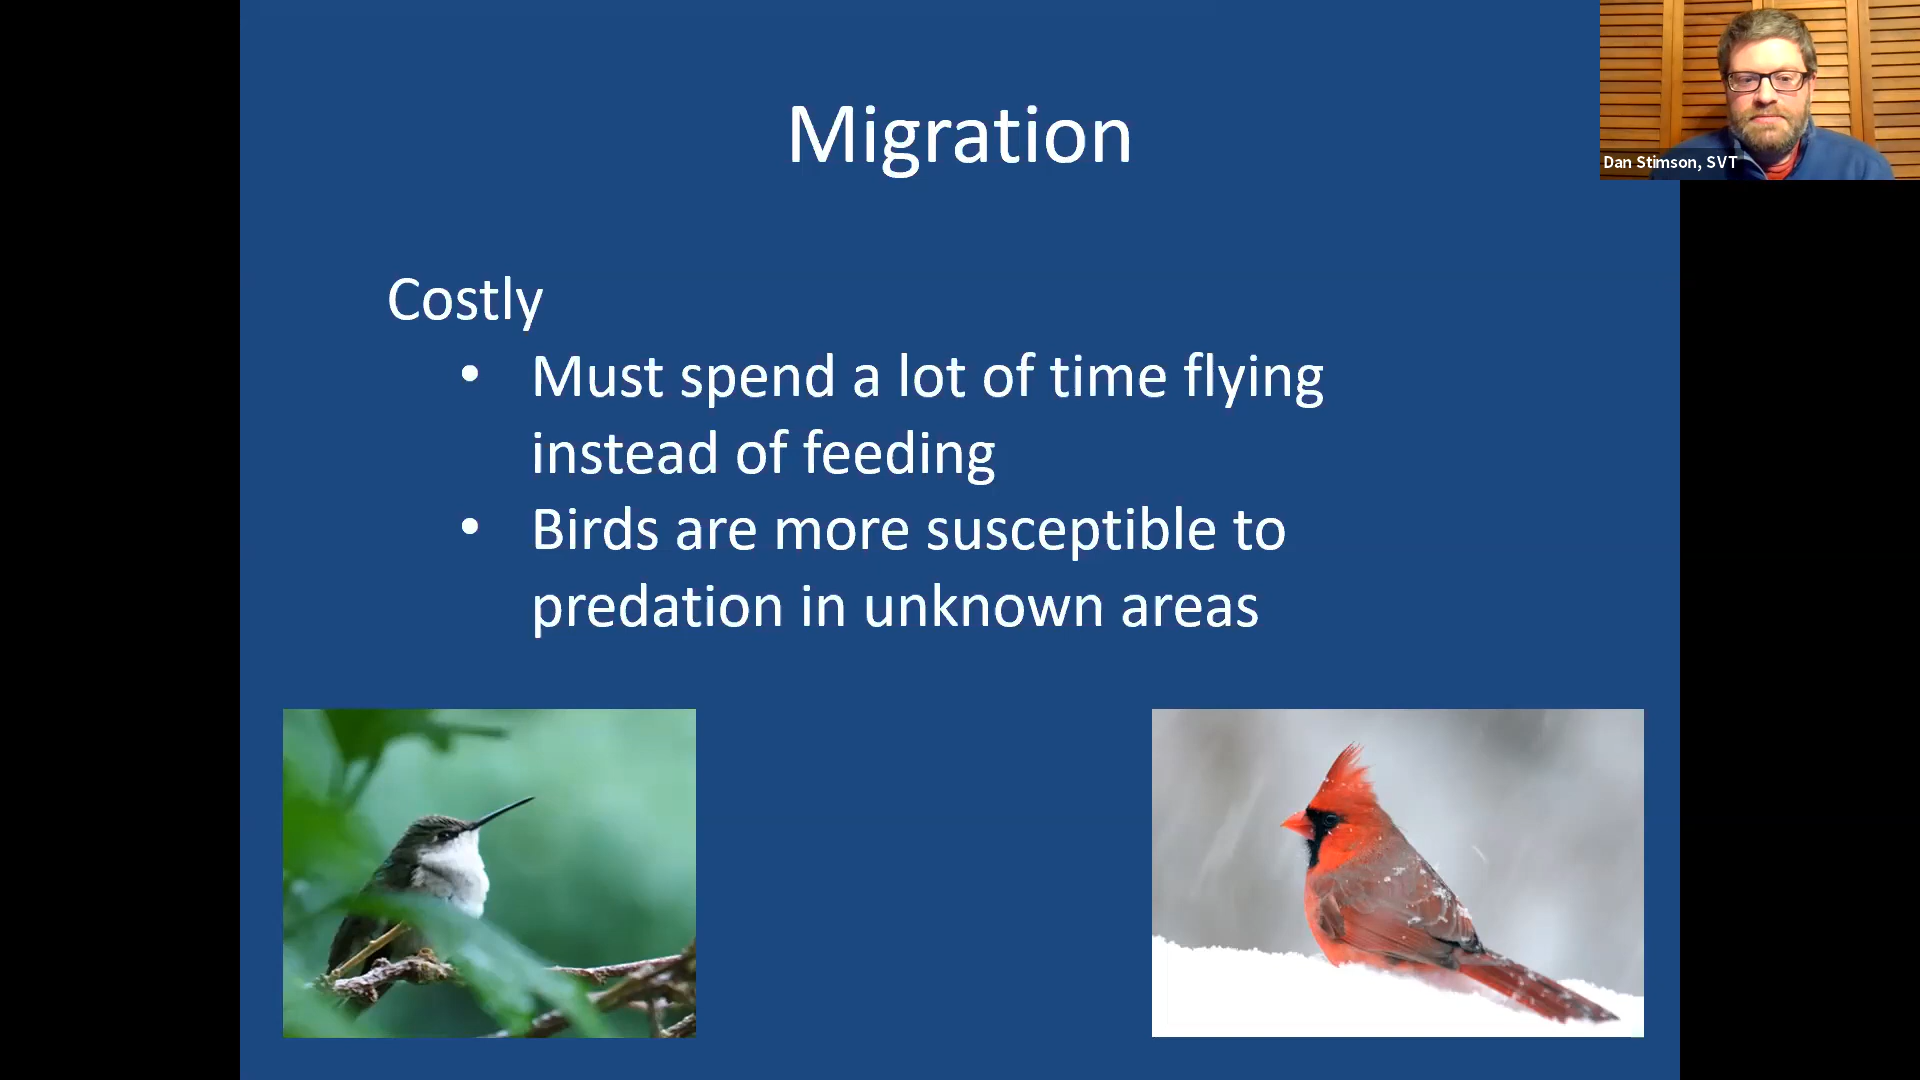 Migration
Dan Stimson, SVT
Costly
• Must spend a lot of time flying
instead of feeding
• Birds are more susceptible to
predation in unknown areas